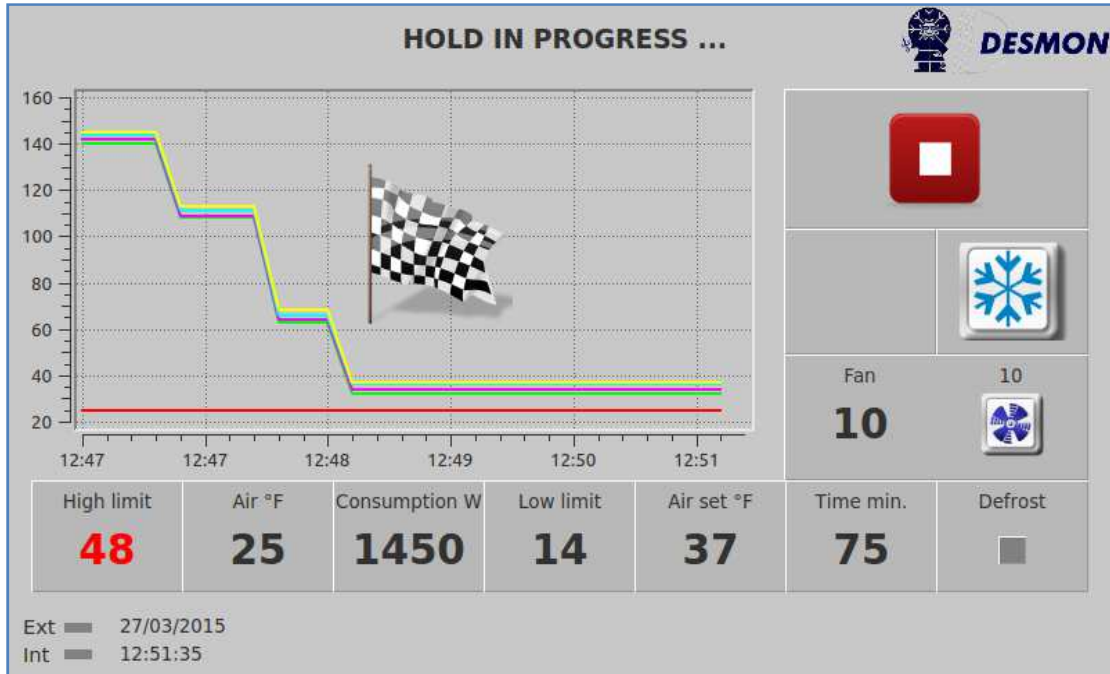 HOLD IN PROGRESS ...
DESMON
160
140
120
100
80
60
40
20
12:47 12:47 12:48 12:49 12:50 12:51
Fan 10
10
High limit Air °F Consumption W Low limit Air set °F Time min. Defrost
48 25 1450 14 37 75
Ext 27/03/2015
Int 12:51:35